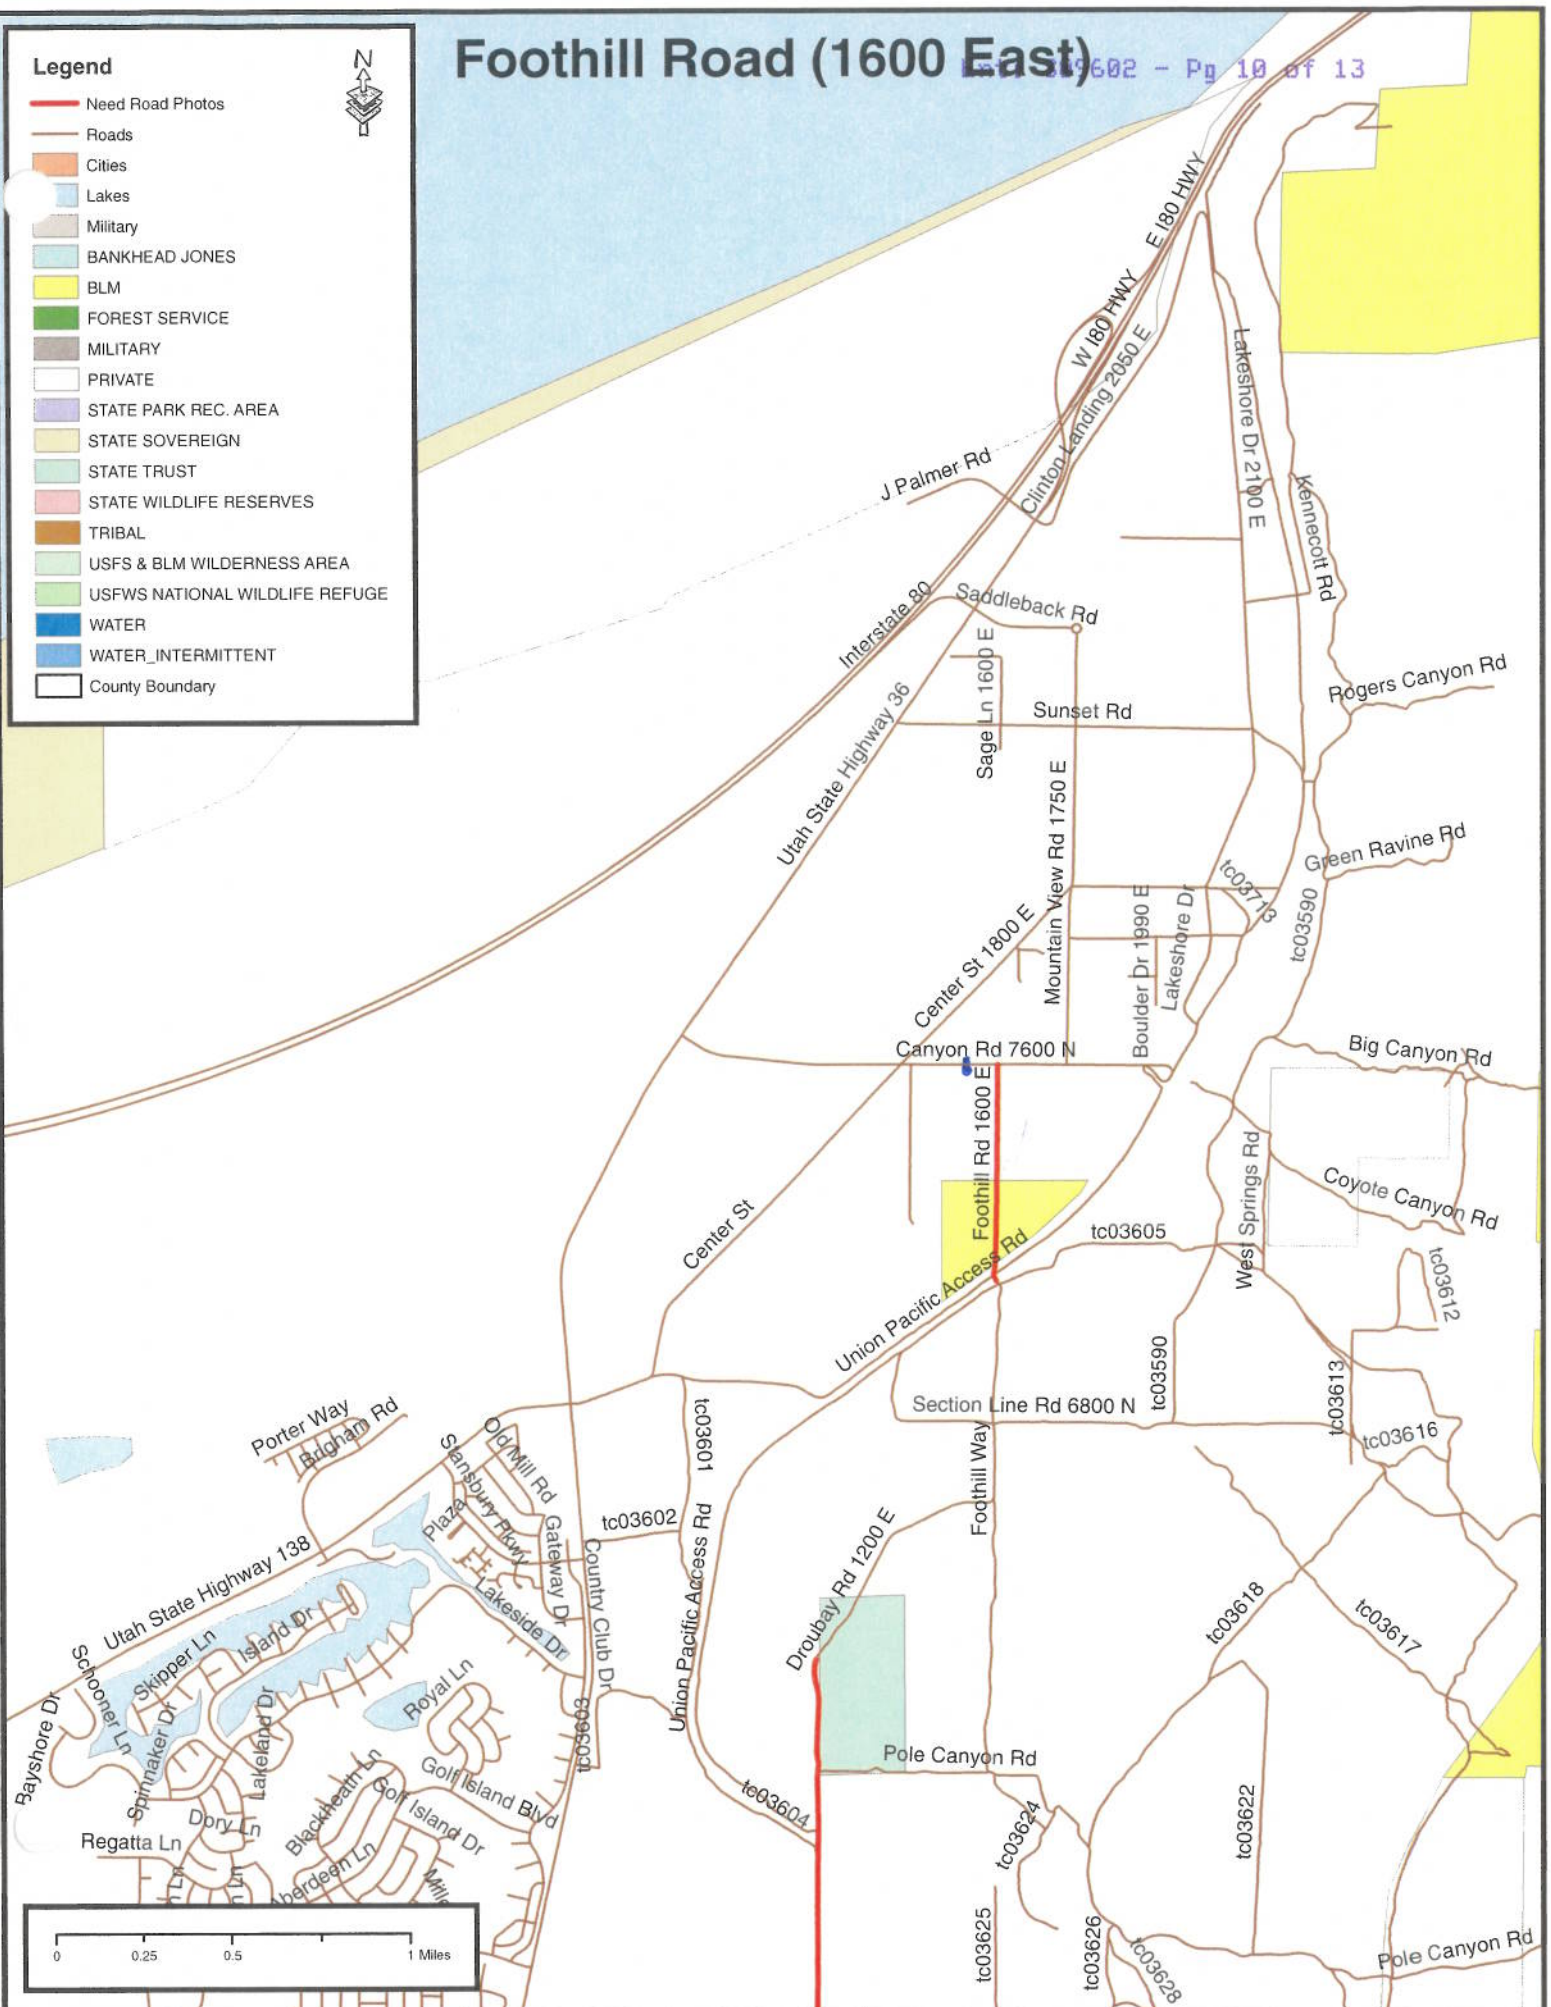 Foothill Road (1600 East)
602 - Pg 10 of 13
Legend
N
Need Road Photos
Roads
Cities
Lakes
Military
BANKHEAD JONES
BLM
FOREST SERVICE
MILITARY
PRIVATE
STATE PARK REC. AREA
STATE SOVEREIGN
STATE TRUST
STATE WILDLIFE RESERVES
TRIBAL
USFS & BLM WILDERNESS AREA
USFWS NATIONAL WILDLIFE REFUGE
WATER
WATER_INTERMITTENT
County Boundary
E I80 HWY
W I80 HWY
Clinton Landing 2050 E
Lakeshore Dr 2100 E
J Palmer Rd
Kennecott Rd
Interstate 80
Saddleback Rd
Sage Ln 1600 E
Rogers Canyon Rd
Sunset Rd
Utah State Highway 36
Mountain View Rd 1750 E
Green Ravine Rd
tc03713
tc03590
Center St 1800 E
Boulder Dr 1990 E
Lakeshore Dr
Canyon Rd 7600 N
Big Canyon Rd
Foothill Rd 1600 E
West Springs Rd
Coyote Canyon Rd
Center St
tc03605
Union Pacific Access Rd
tc03612
tc03590
tc03613
Section Line Rd 6800 N
tc03616
Porter Way
Brigham Rd
Old Mill Rd
Stansbury Pkwy
tc03601
Foothill Way
Plaza
tc03602
Gateway Dr
Country Club Dr
Union Pacific Access Rd
Droubay Rd 1200 E
Utah State Highway 138
Lakeside Dr
tc03618
tc03617
Island Dr
Skipper Ln
Schooner Ln
Royal Ln
Bayshore Dr
Spinnaker Dr
Lakeland Dr
tc03603
Pole Canyon Rd
Golf Island Blvd
Blackheath Ln
Golf Island Dr
tc03604
Dory Ln
Regatta Ln
tc03624
tc03622
Aberdeen Ln
n Ln
n Ln
Mille
tc03625
tc03626
tc03628
Pole Canyon Rd
0 0.25 0.5 1 Miles